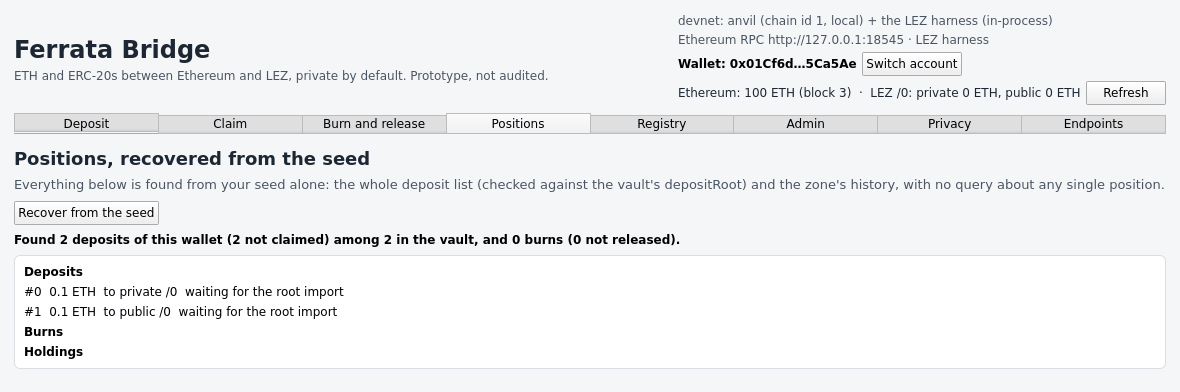 Ferrata Bridge
ETH and ERC-20s between Ethereum and LEZ, private by default. Prototype, not audited.
devnet: anvil (chain id 1, local) + the LEZ harness (in-process)
Ethereum RPC http://127.0.0.1:18545 · LEZ harness
Wallet: 0x01Cf6d...5Ca5Ae Switch account
Ethereum: 100 ETH (block 3) · LEZ /0: private 0 ETH, public 0 ETH Refresh
Deposit Claim Burn and release Positions Registry Admin Privacy Endpoints
Positions, recovered from the seed
Everything below is found from your seed alone: the whole deposit list (checked against the vault's depositRoot) and the zone's history, with no query about any single position.
Recover from the seed
Found 2 deposits of this wallet (2 not claimed) among 2 in the vault, and 0 burns (0 not released).
Deposits
#0 0.1 ETH to private /0 waiting for the root import
#1 0.1 ETH to public /0 waiting for the root import
Burns
Holdings